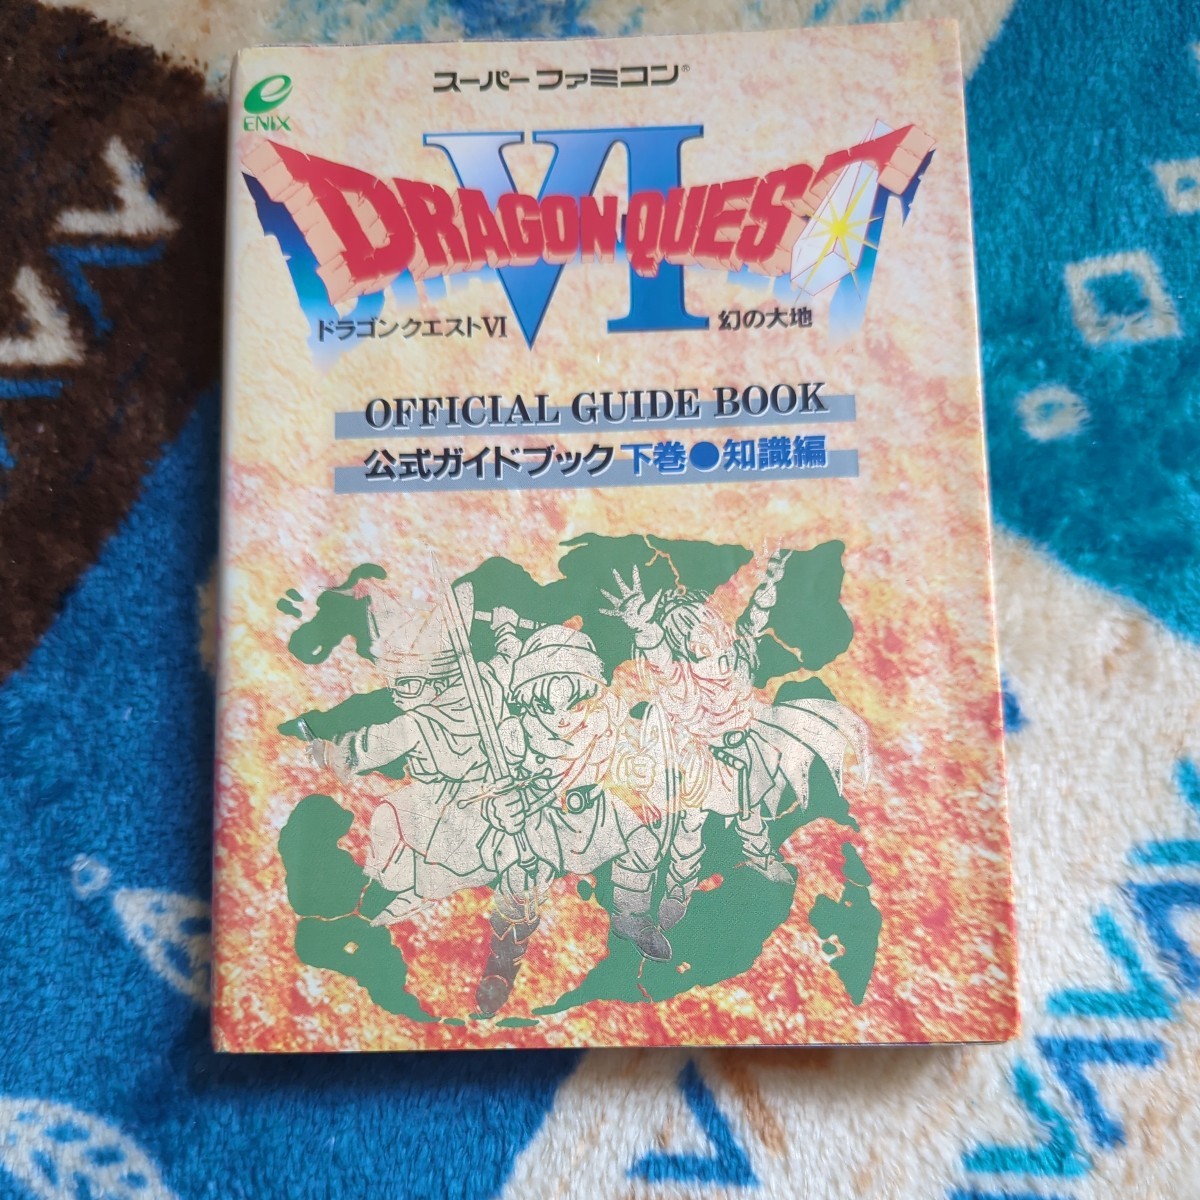 スーパーファミコン®
ENIX
DRAGON QUEST VI
ドラゴンクエストVI 幻の大地
OFFICIAL GUIDE BOOK
公式ガイドブック 下巻●知識編